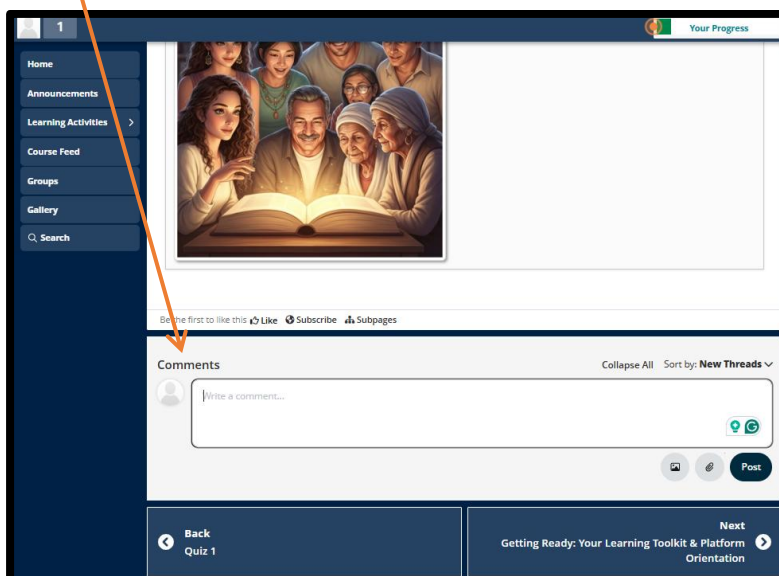 1
Your Progress
Home
Announcements
Learning Activities
Course Feed
Groups
Gallery
Search
Be the first to like this Like Subscribe Subpages
Comments
Collapse All Sort by: New Threads
Write a comment...
Post
Back
Quiz 1
Next
Getting Ready: Your Learning Toolkit & Platform
Orientation